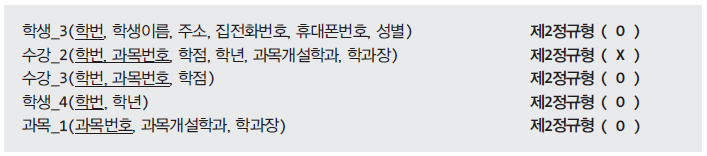 학생_3(학번, 학생이름, 주소, 집전화번호, 휴대폰번호, 성별) 제2정규형 ( O )
수강_2(학번, 과목번호, 학점, 학년, 과목개설학과, 학과장) 제2정규형 ( X )
수강_3(학번, 과목번호, 학점) 제2정규형 ( O )
학생_4(학번, 학년) 제2정규형 ( O )
과목_1(과목번호, 과목개설학과, 학과장) 제2정규형 ( O )